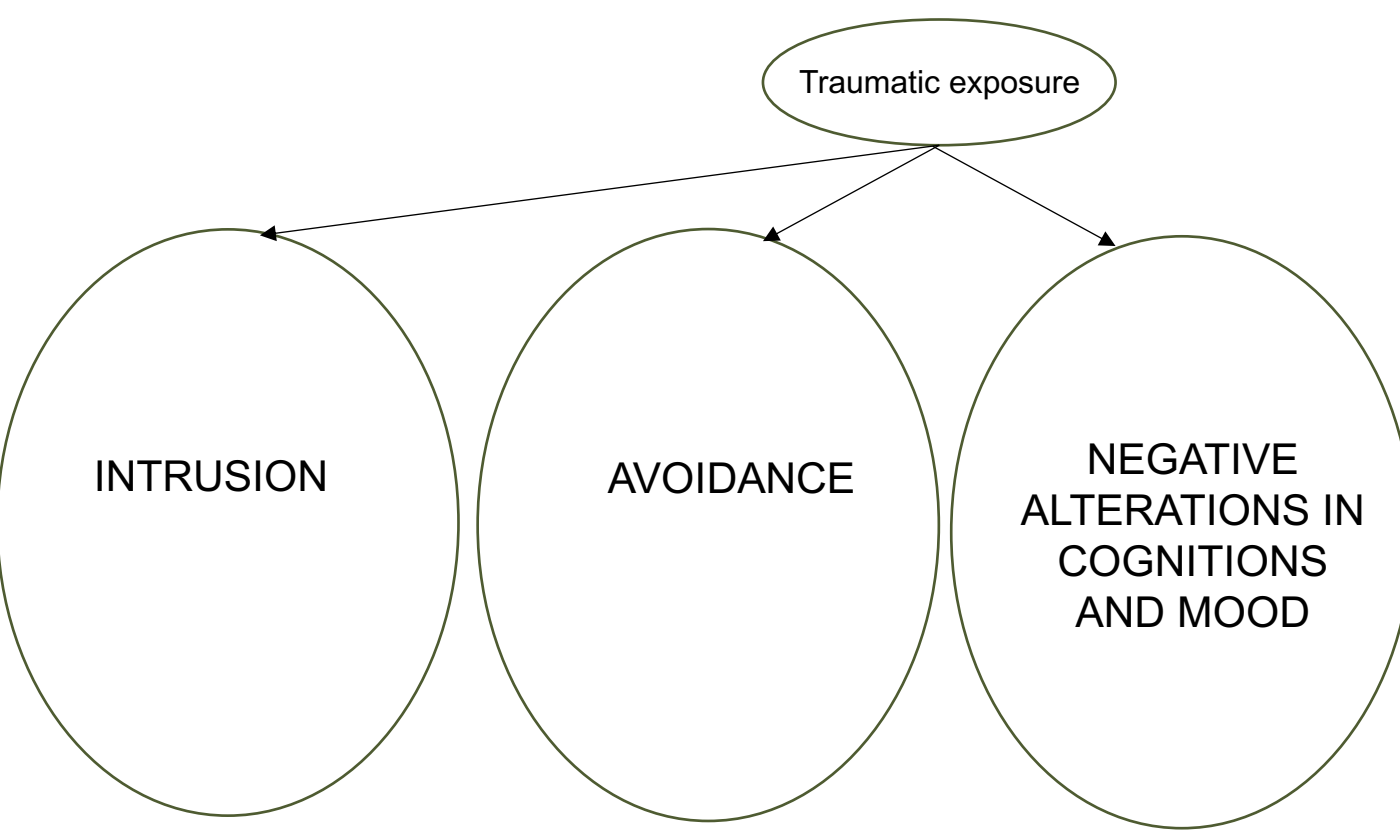 Traumatic exposure
INTRUSION
AVOIDANCE
NEGATIVE
ALTERATIONS IN
COGNITIONS
AND MOOD